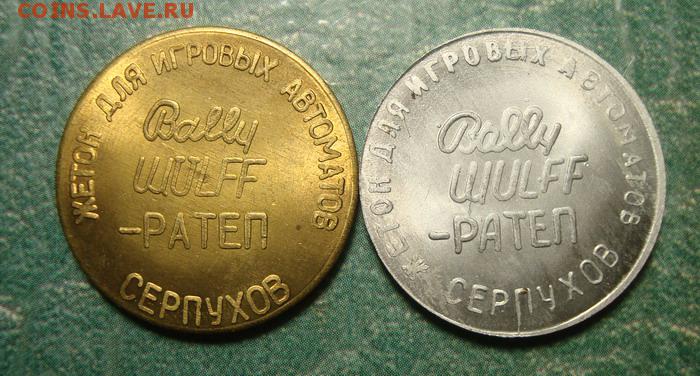 COINS.LAVE.RU
ЖЕТОН ДЛЯ ИГРОВЫХ АВТОМАТОВ
Bally
WULFF
-РАТЕП
СЕРПУХОВ
ЖЕТОН ДЛЯ ИГРОВЫХ АВТОМАТОВ
Bally
WULFF
-РАТЕП
СЕРПУХОВ